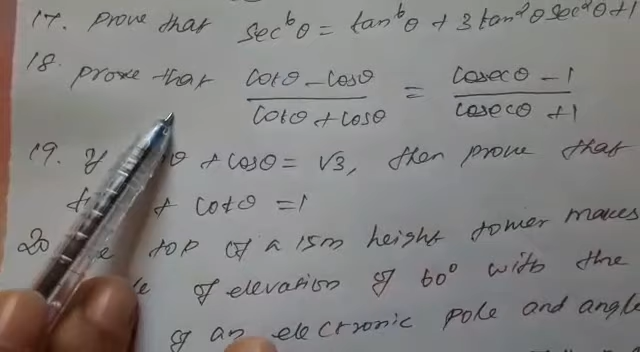 17. Prove that sec⁶θ = tan⁶θ + 3tan²θ sec²θ + 1
18. Prove that (cotθ - cosθ)/(cotθ + cosθ) = (cosecθ - 1)/(cosecθ + 1)
19. If θ + cosθ = √3, then prove that
+ cotθ = 1
20 top of a 15m height tower makes
of elevation of 60° with the
of an electronic pole and angle